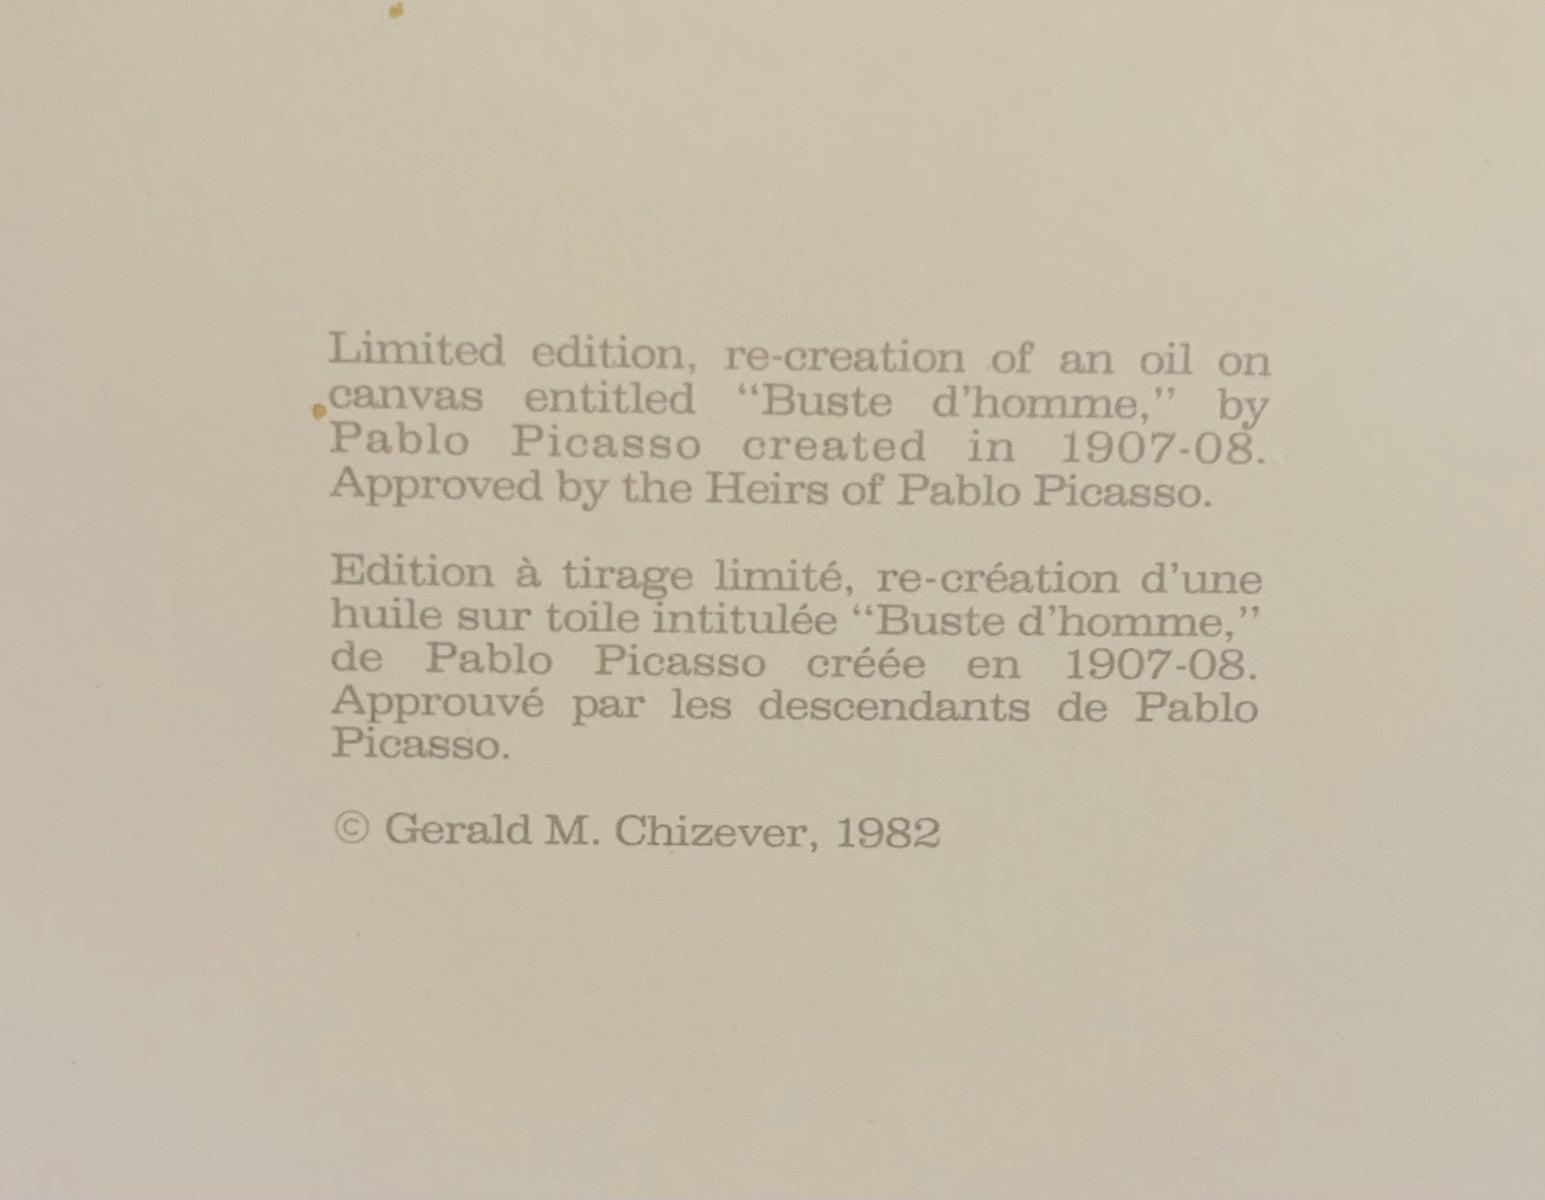 Limited edition, re-creation of an oil on
canvas entitled “Buste d’homme,” by
Pablo Picasso created in 1907-08.
Approved by the Heirs of Pablo Picasso.
Edition à tirage limité, re-création d’une
huile sur toile intitulée “Buste d’homme,”
de Pablo Picasso créée en 1907-08.
Approuvé par les descendants de Pablo
Picasso.
© Gerald M. Chizever, 1982